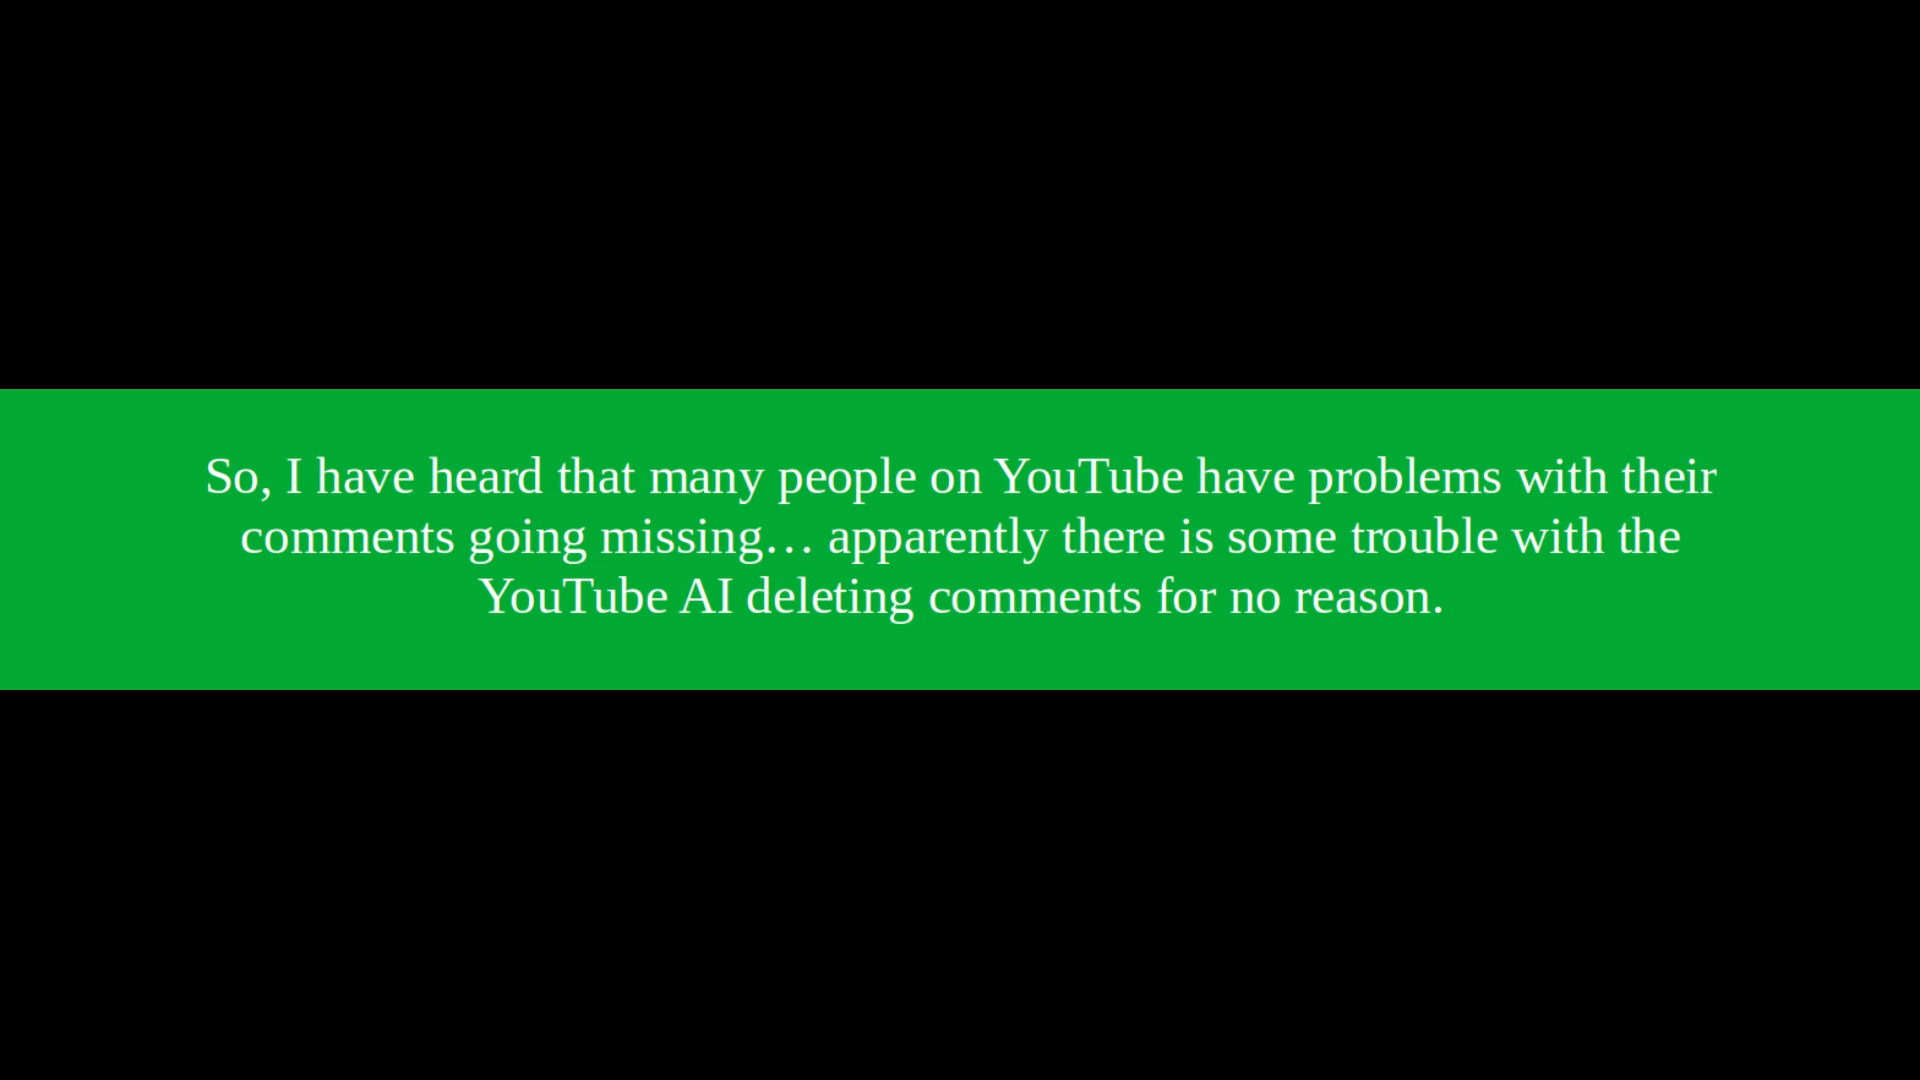 So, I have heard that many people on YouTube have problems with their
comments going missing… apparently there is some trouble with the
YouTube AI deleting comments for no reason.